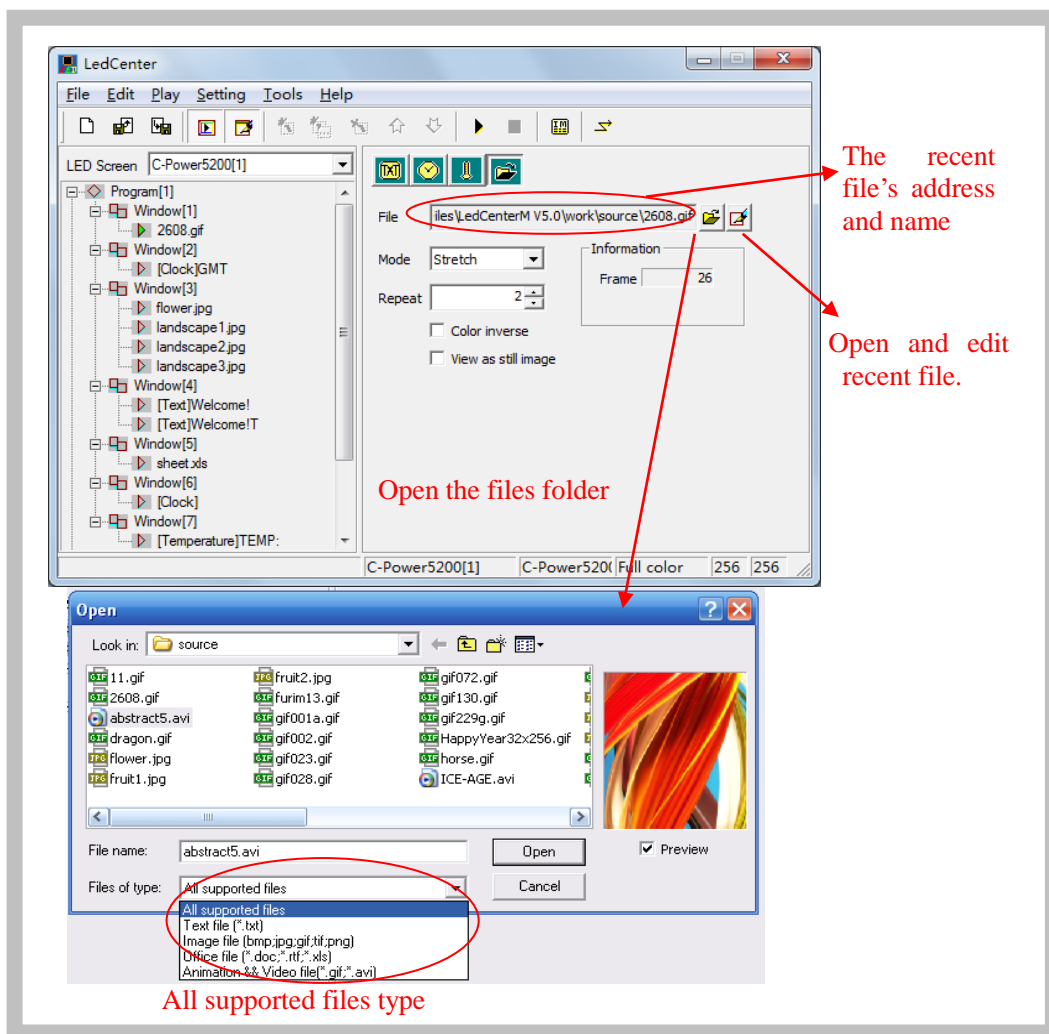 LedCenter
File Edit Play Setting Tools Help
LED Screen C-Power5200[1]
TXT
Program[1]
Window[1]
2608.gif
Window[2]
[Clock]GMT
Window[3]
flower.jpg
landscape1.jpg
landscape2.jpg
landscape3.jpg
Window[4]
[Text]Welcome!
[Text]Welcome!T
Window[5]
sheet.xls
Window[6]
[Clock]
Window[7]
[Temperature]TEMP:
File iles\LedCenterM V5.0\work\source\2608.gif
Mode Stretch
Information
Frame 26
Repeat 2
Color inverse
View as still image
The recent
file's address
and name
Open and edit
recent file.
Open the files folder
C-Power5200[1] C-Power520( Full color 256 256
Open
Look in: source
11.gif fruit2.jpg gif072.gif
2608.gif furim13.gif gif130.gif
abstract5.avi gif001a.gif gif229g.gif
dragon.gif gif002.gif HappyYear32x256.gif
flower.jpg gif023.gif horse.gif
fruit1.jpg gif028.gif ICE-AGE.avi
File name: abstract5.avi Open Preview
Files of type: All supported files Cancel
All supported files
Text file (*.txt)
Image file (bmp;jpg;gif;tif;png)
Office file (*.doc;*.rtf;*.xls)
Animation && Video file(*.gif;*.avi)
All supported files type